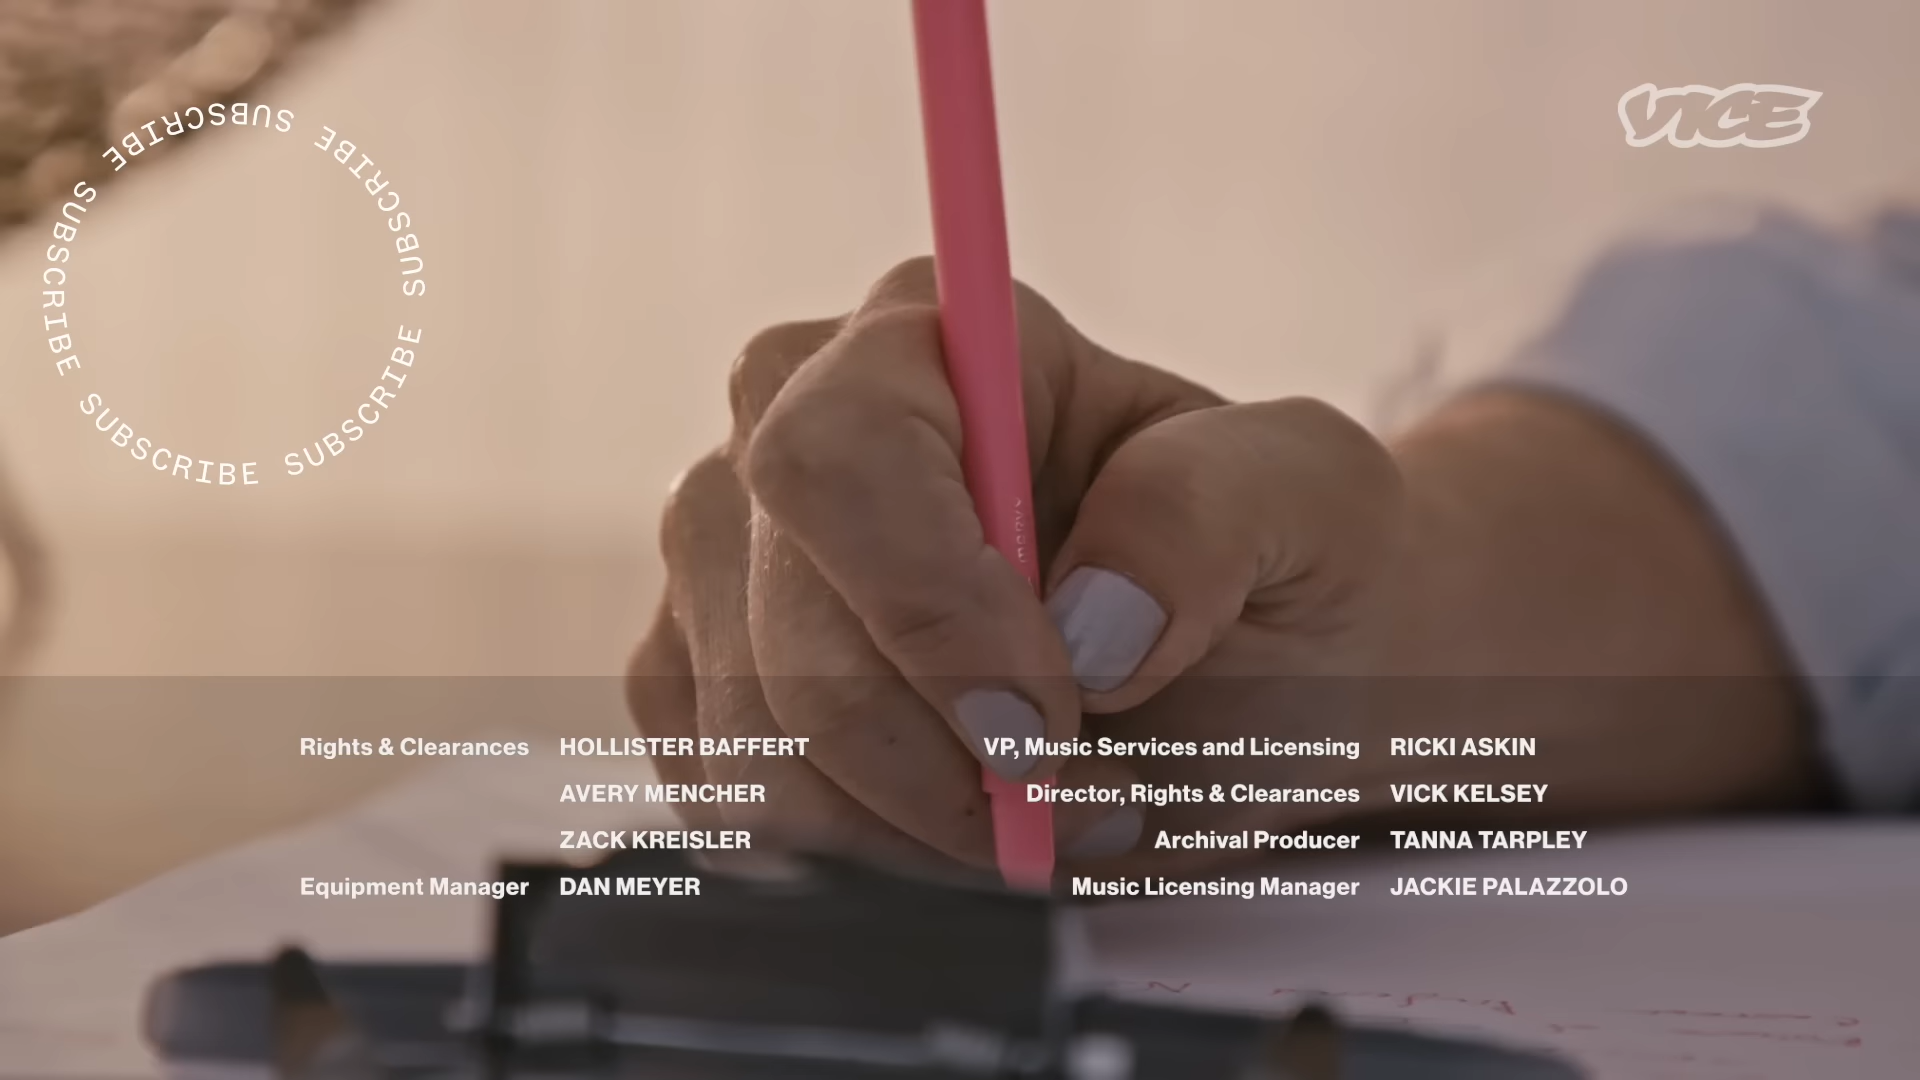 SUBSCRIBE SUBSCRIBE SUBSCRIBE SUBSCRIBE SUBSCRIBE
VICE
Rights & Clearances HOLLISTER BAFFERT
AVERY MENCHER
ZACK KREISLER
Equipment Manager DAN MEYER
VP, Music Services and Licensing RICKI ASKIN
Director, Rights & Clearances VICK KELSEY
Archival Producer TANNA TARPLEY
Music Licensing Manager JACKIE PALAZZOLO